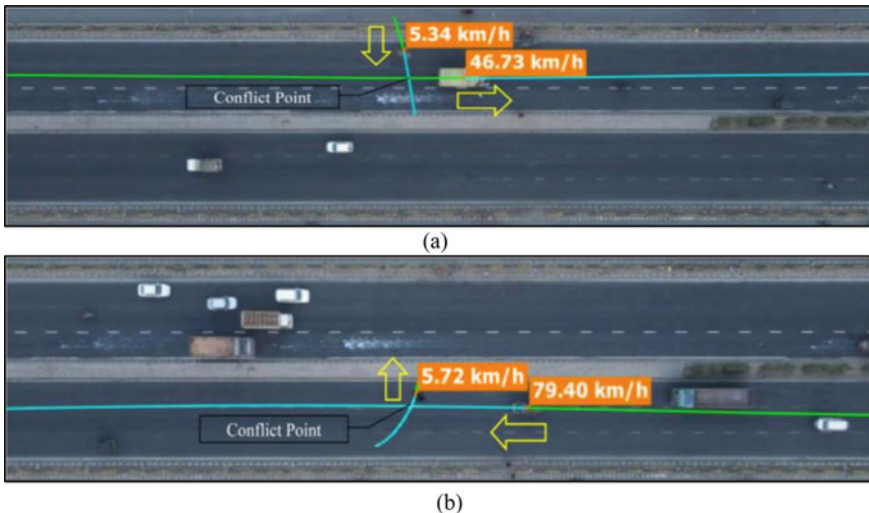 5.34 km/h
46.73 km/h
Conflict Point
(a)
5.72 km/h
79.40 km/h
Conflict Point
(b)